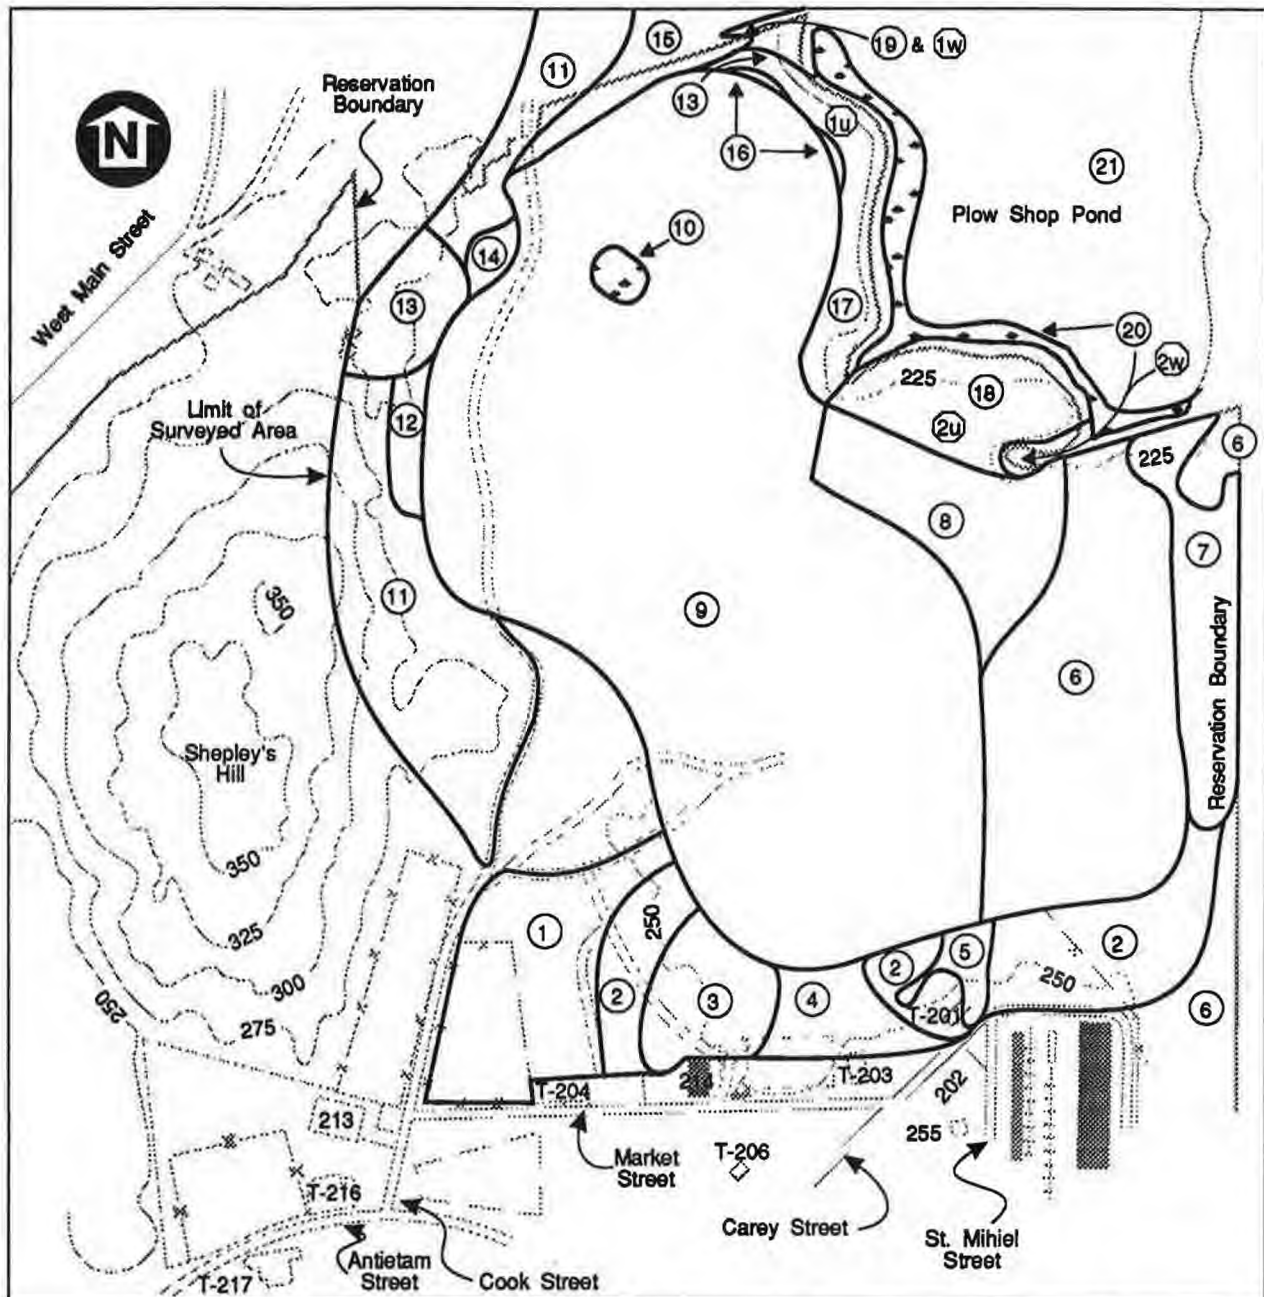 15
19 & 1w
11
Reservation
Boundary
13
N
1u
16
21
Plow Shop Pond
West Main Street
14
10
13
17
20
2w
225
18
Limit of
Surveyed Area
12
2u
6
225
8
7
350
11
9
6
Reservation Boundary
Shepley's
Hill
350
325
1
250
2
5
2
300
250
2
3
4
250
275
T-201
6
T-204
214
T-203
202
213
255
Market
Street
T-206
T-216
Carey Street
St. Mihiel
Street
Antietam
Street
Cook Street
T-217